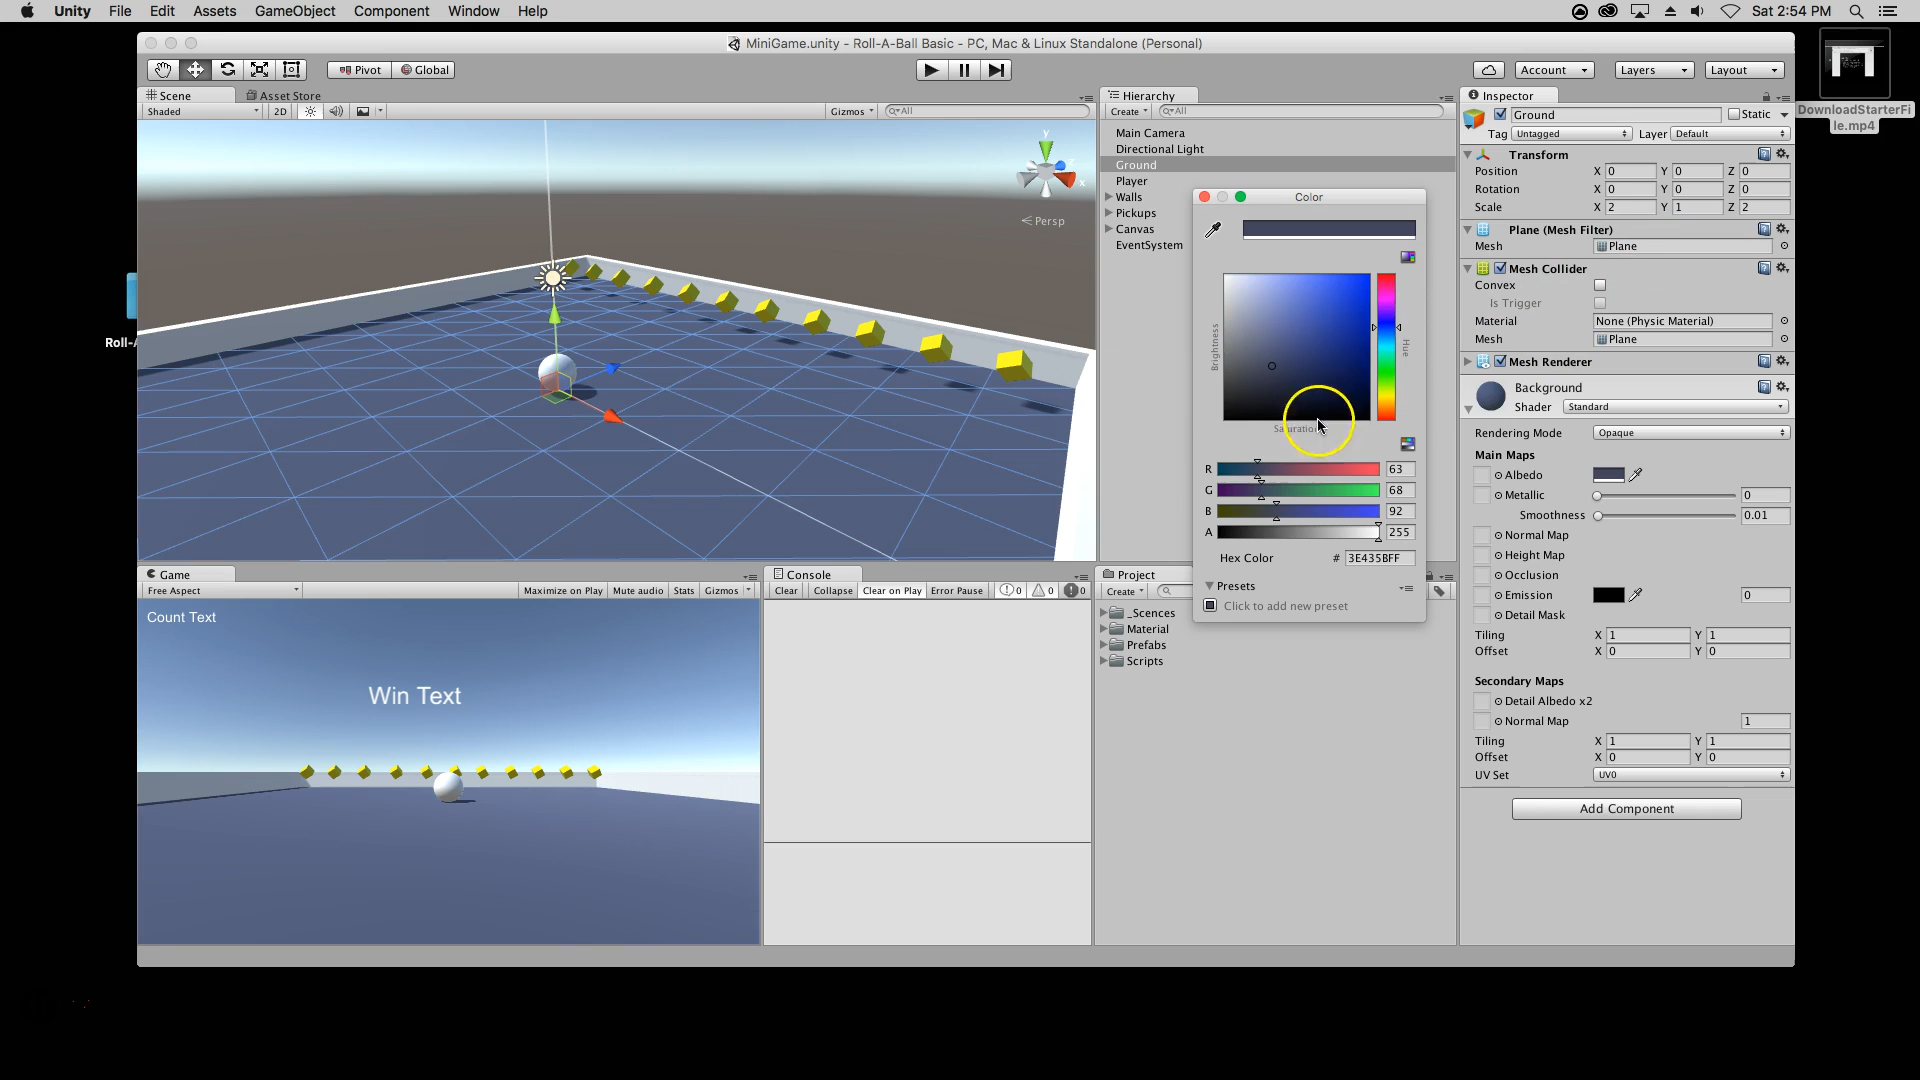 Unity File Edit Assets GameObject Component Window Help
Sat 2:54 PM
MiniGame.unity - Roll-A-Ball Basic - PC, Mac & Linux Standalone (Personal)
Pivot Global
Account Layers Layout
DownloadStarterFi
le.mp4
Scene Asset Store
Shaded 2D Gizmos All
y
x
z
Persp
Roll-A
Hierarchy
Create All
Main Camera
Directional Light
Ground
Player
Walls
Pickups
Canvas
EventSystem
Color
Brightness
Hue
Saturation
R 63
G 68
B 92
A 255
Hex Color # 3E435BFF
Presets
Click to add new preset
Inspector
Ground Static
Tag Untagged Layer Default
Transform
Position X 0 Y 0 Z 0
Rotation X 0 Y 0 Z 0
Scale X 2 Y 1 Z 2
Plane (Mesh Filter)
Mesh Plane
Mesh Collider
Convex
Is Trigger
Material None (Physic Material)
Mesh Plane
Mesh Renderer
Background
Shader Standard
Rendering Mode Opaque
Main Maps
Albedo
Metallic 0
Smoothness 0.01
Normal Map
Height Map
Occlusion
Emission 0
Detail Mask
Tiling X 1 Y 1
Offset X 0 Y 0
Secondary Maps
Detail Albedo x2
Normal Map 1
Tiling X 1 Y 1
Offset X 0 Y 0
UV Set UV0
Add Component
Game
Free Aspect Maximize on Play Mute audio Stats Gizmos
Count Text
Win Text
Console
Clear Collapse Clear on Play Error Pause 0 0 0
Project
Create
_Scences
Material
Prefabs
Scripts